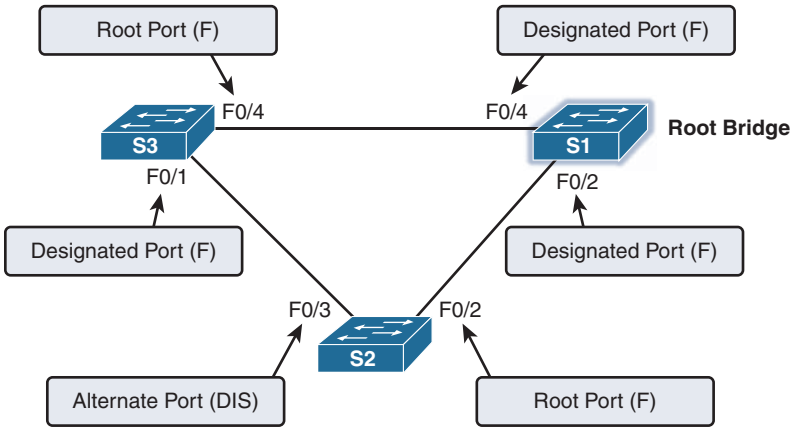 Root Port (F)
Designated Port (F)
F0/4
F0/4
S3
S1
Root Bridge
F0/1
F0/2
Designated Port (F)
Designated Port (F)
F0/3
F0/2
S2
Alternate Port (DIS)
Root Port (F)